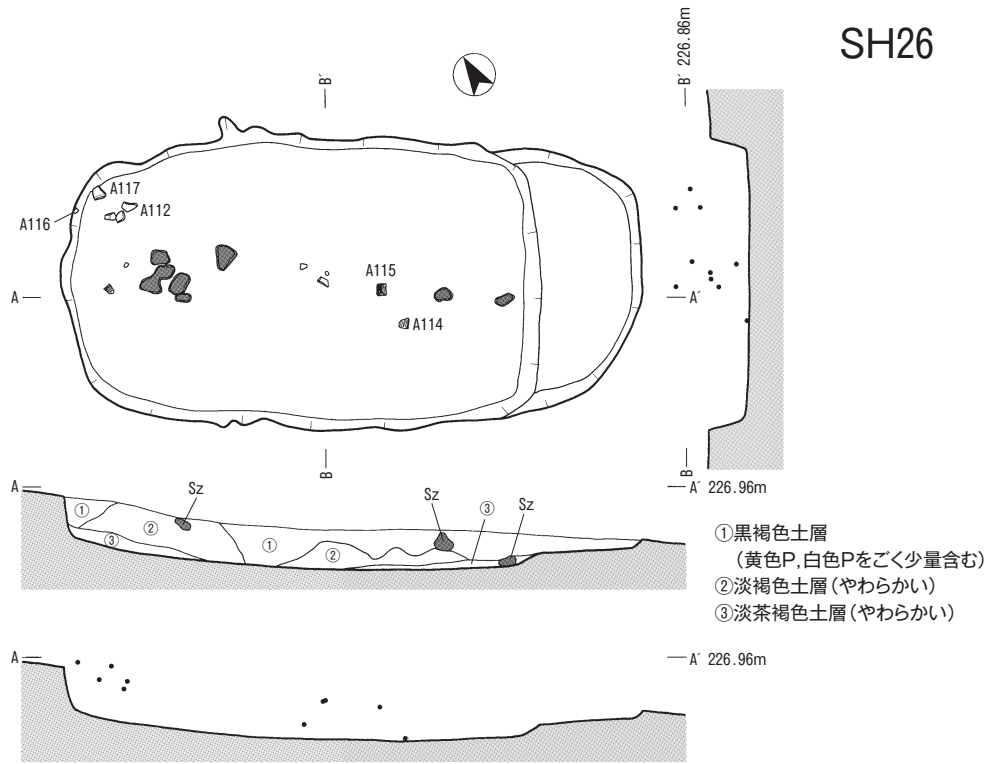 SH26
B´
B´ 226.86m
A117
A112
A116
A115
A114
A
A´
B
B
A
A´ 226.96m
Sz
Sz
Sz
①
②
③
①
②
③
①黒褐色土層
(黄色P,白色Pをごく少量含む)
②淡褐色土層(やわらかい)
③淡茶褐色土層(やわらかい)
A
A´ 226.96m